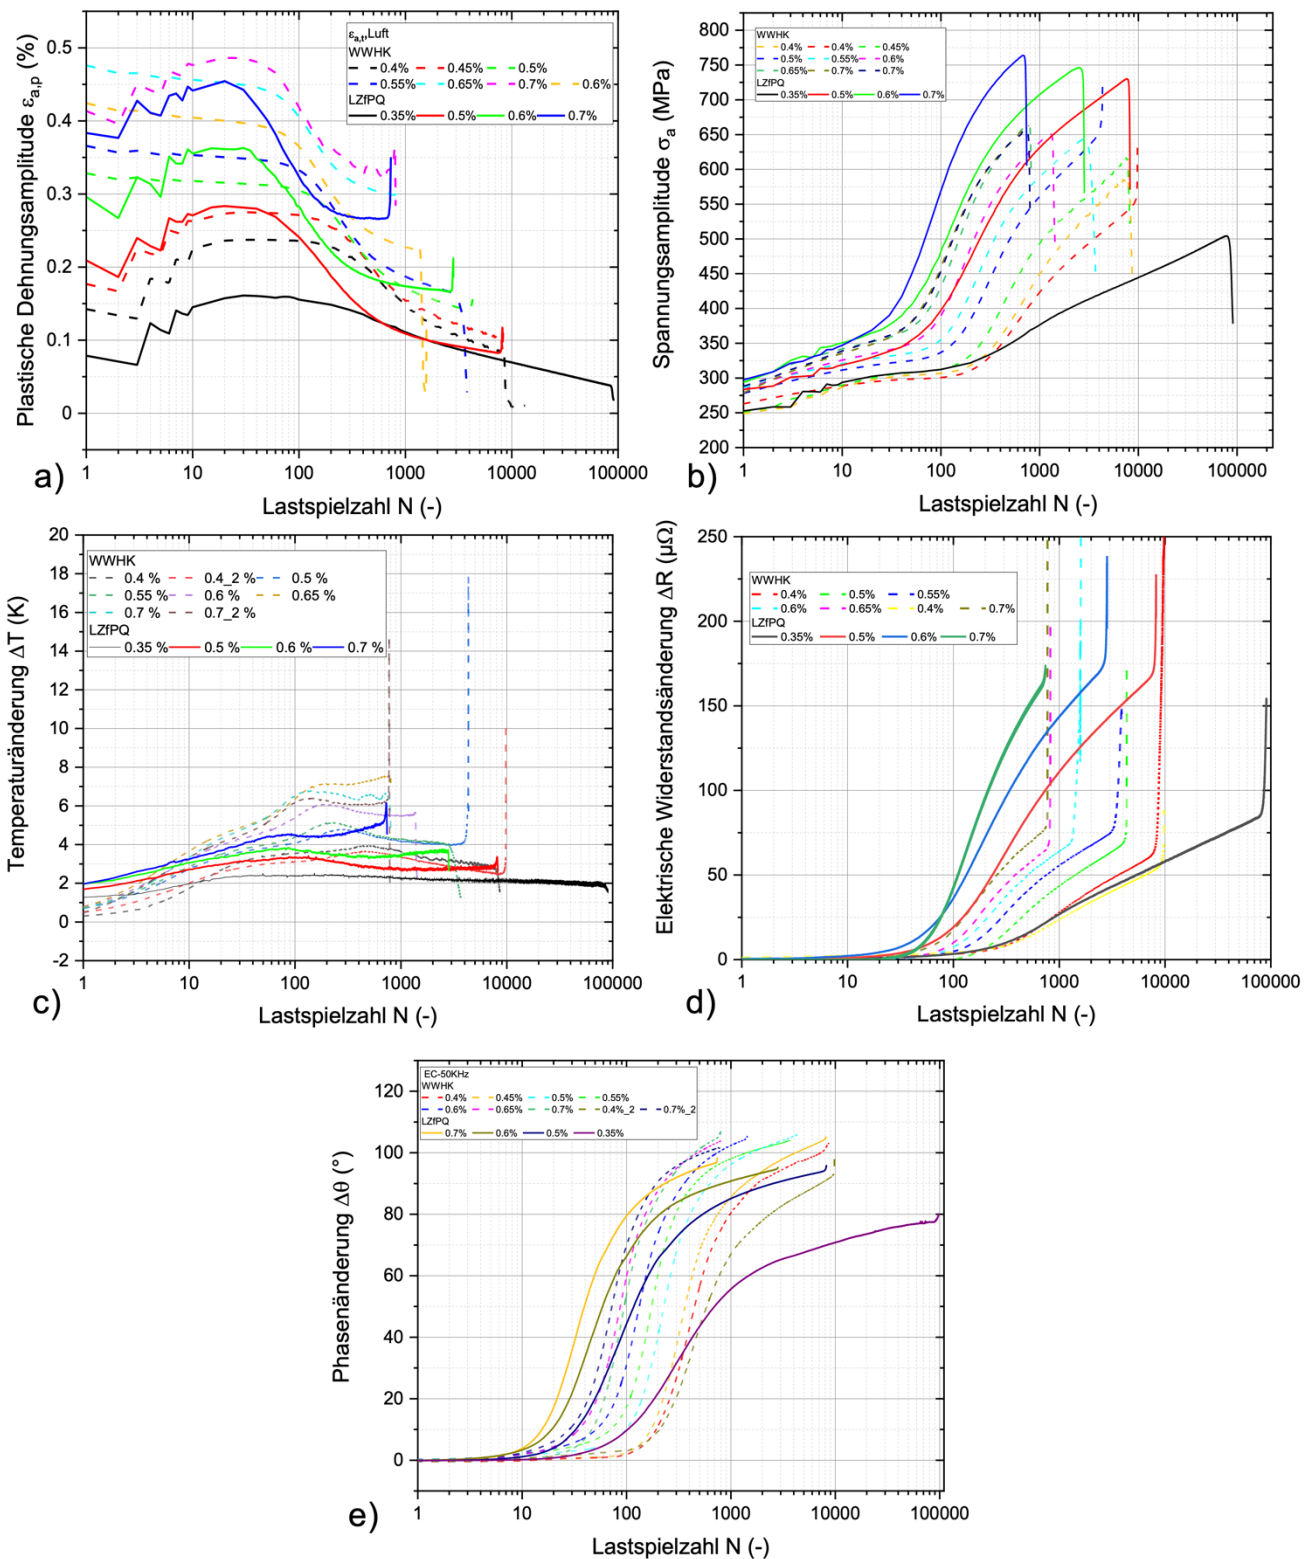 Plastische Dehnungsamplitude εa,p (%)
0.5
0.4
0.3
0.2
0.1
0
εa,t,Luft
WWHK
0.4% 0.45% 0.5%
0.55% 0.65% 0.7% 0.6%
LZfPQ
0.35% 0.5% 0.6% 0.7%
1 10 100 1000 10000 100000
a)
Lastspielzahl N (-)
Spannungsamplitude σa (MPa)
800
750
700
650
600
550
500
450
400
350
300
250
200
WWHK
0.4% 0.4% 0.45%
0.5% 0.55% 0.6%
0.65% 0.7% 0.7%
LZfPQ
0.35% 0.5% 0.6% 0.7%
1 10 100 1000 10000 100000
b)
Lastspielzahl N (-)
Temperaturänderung ΔT (K)
20
18
16
14
12
10
8
6
4
2
0
-2
WWHK
0.4 % 0.4_2 % 0.5 %
0.55 % 0.6 % 0.65 %
0.7 % 0.7_2 %
LZfPQ
0.35 % 0.5 % 0.6 % 0.7 %
1 10 100 1000 10000 100000
c)
Lastspielzahl N (-)
Elektrische Widerstandsänderung ΔR (µΩ)
250
200
150
100
50
0
WWHK
0.4% 0.5% 0.55%
0.6% 0.65% 0.4% 0.7%
LZfPQ
0.35% 0.5% 0.6% 0.7%
1 10 100 1000 10000 100000
d)
Lastspielzahl N (-)
Phasenänderung Δθ (°)
120
100
80
60
40
20
0
EC-50KHz
WWHK
0.4% 0.45% 0.5% 0.55%
0.6% 0.65% 0.7% 0.4%_2 0.7%_2
LZfPQ
0.7% 0.6% 0.5% 0.35%
1 10 100 1000 10000 100000
e)
Lastspielzahl N (-)